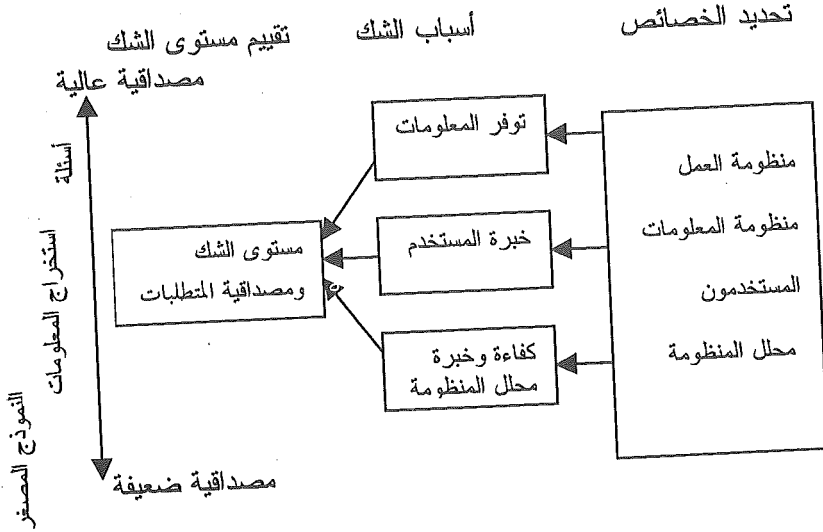 تحديد الخصائص
أسباب الشك
تقييم مستوى الشك
مصداقية عالية
منظومة العمل
منظومة المعلومات
المستخدمون
محلل المنظومة
توفر المعلومات
خبرة المستخدم
كفاءة وخبرة
محلل المنظومة
مستوى الشك
ومصداقية المتطلبات
أسئلة
استخراج المعلومات
النموذج المصغر
مصداقية ضعيفة